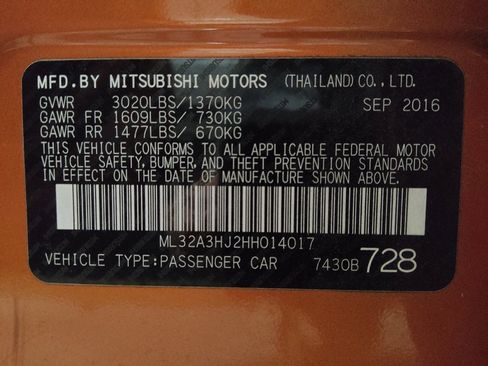 MFD.BY MITSUBISHI MOTORS (THAILAND) CO., LTD.
GVWR 3020LBS/1370KG SEP 2016
GAWR FR 1609LBS/ 730KG
GAWR RR 1477LBS/ 670KG
THIS VEHICLE CONFORMS TO ALL APPLICABLE FEDERAL MOTOR
VEHICLE SAFETY, BUMPER, AND THEFT PREVENTION STANDARDS
IN EFFECT ON THE DATE OF MANUFACTURE SHOWN ABOVE.
ML32A3HJ2HH014017
VEHICLE TYPE:PASSENGER CAR 7430B 728